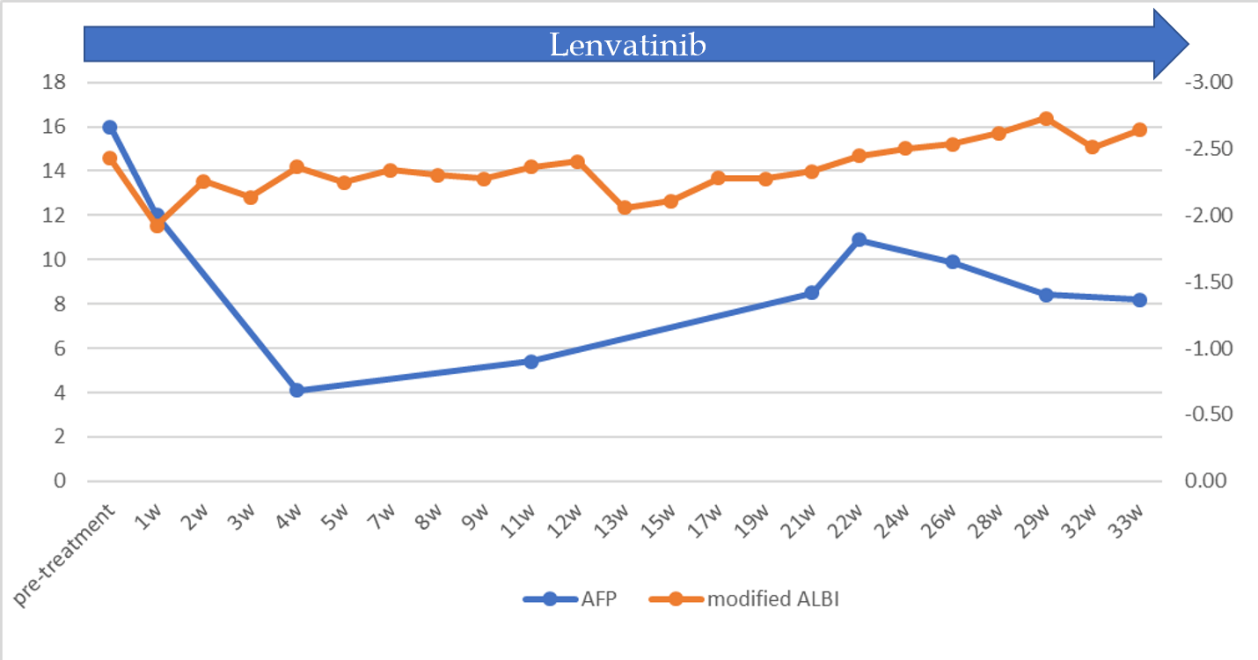 Lenvatinib
18
16
14
12
10
8
6
4
2
0
-3.00
-2.50
-2.00
-1.50
-1.00
-0.50
0.00
pre-treatment
1w
2w
3w
4w
5w
7w
8w
9w
11w
12w
13w
15w
17w
19w
21w
22w
24w
26w
28w
29w
32w
33w
AFP
modified ALBI